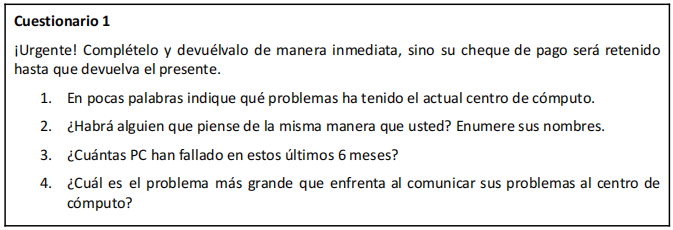 Cuestionario 1
¡Urgente! Complételo y devuélvalo de manera inmediata, sino su cheque de pago será retenido
hasta que devuelva el presente.
1. En pocas palabras indique qué problemas ha tenido el actual centro de cómputo.
2. ¿Habrá alguien que piense de la misma manera que usted? Enumere sus nombres.
3. ¿Cuántas PC han fallado en estos últimos 6 meses?
4. ¿Cuál es el problema más grande que enfrenta al comunicar sus problemas al centro de
cómputo?